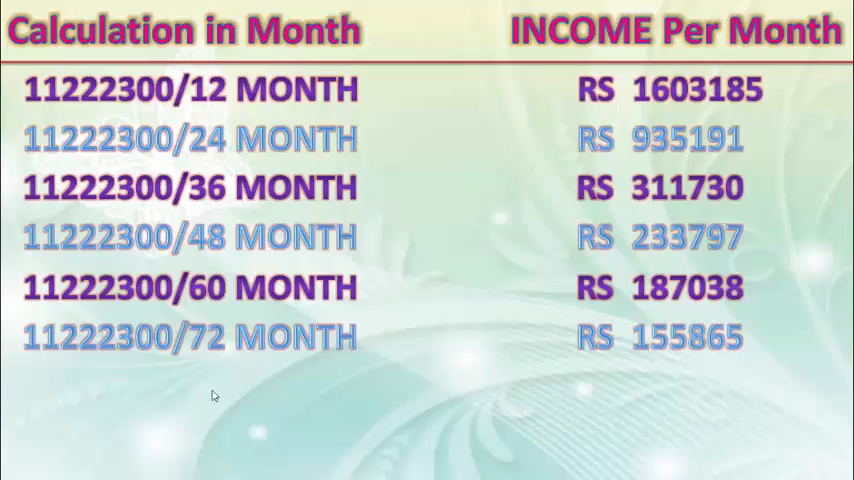 Calculation in Month INCOME Per Month
11222300/12 MONTH RS 1603185
11222300/24 MONTH RS 935191
11222300/36 MONTH RS 311730
11222300/48 MONTH RS 233797
11222300/60 MONTH RS 187038
11222300/72 MONTH RS 155865